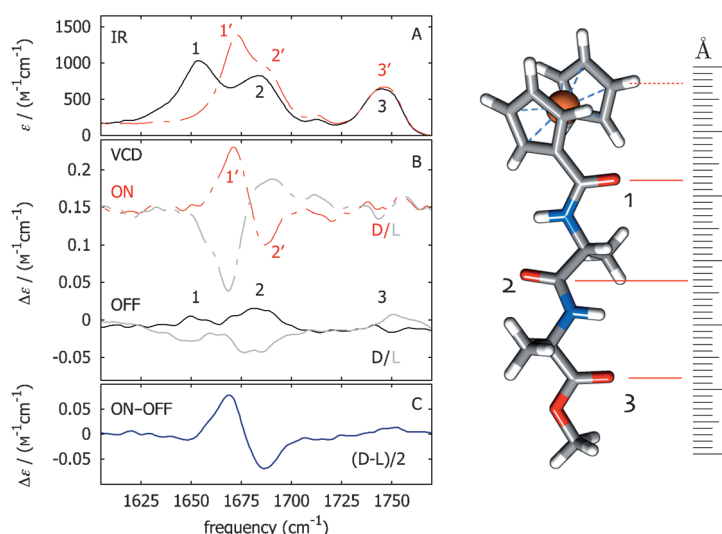 IR
A
1'
2'
3'
1
2
3
1500
1000
500
0
ε / (M⁻¹cm⁻¹)
VCD
B
ON
1'
2'
D/L
0.2
0.15
0.1
0.05
0
-0.05
Δε / (M⁻¹cm⁻¹)
OFF
1
2
3
D/L
ON–OFF
C
(D-L)/2
0.05
0
-0.05
Δε / (M⁻¹cm⁻¹)
1625 1650 1675 1700 1725 1750
frequency (cm⁻¹)
Å
1
2
3